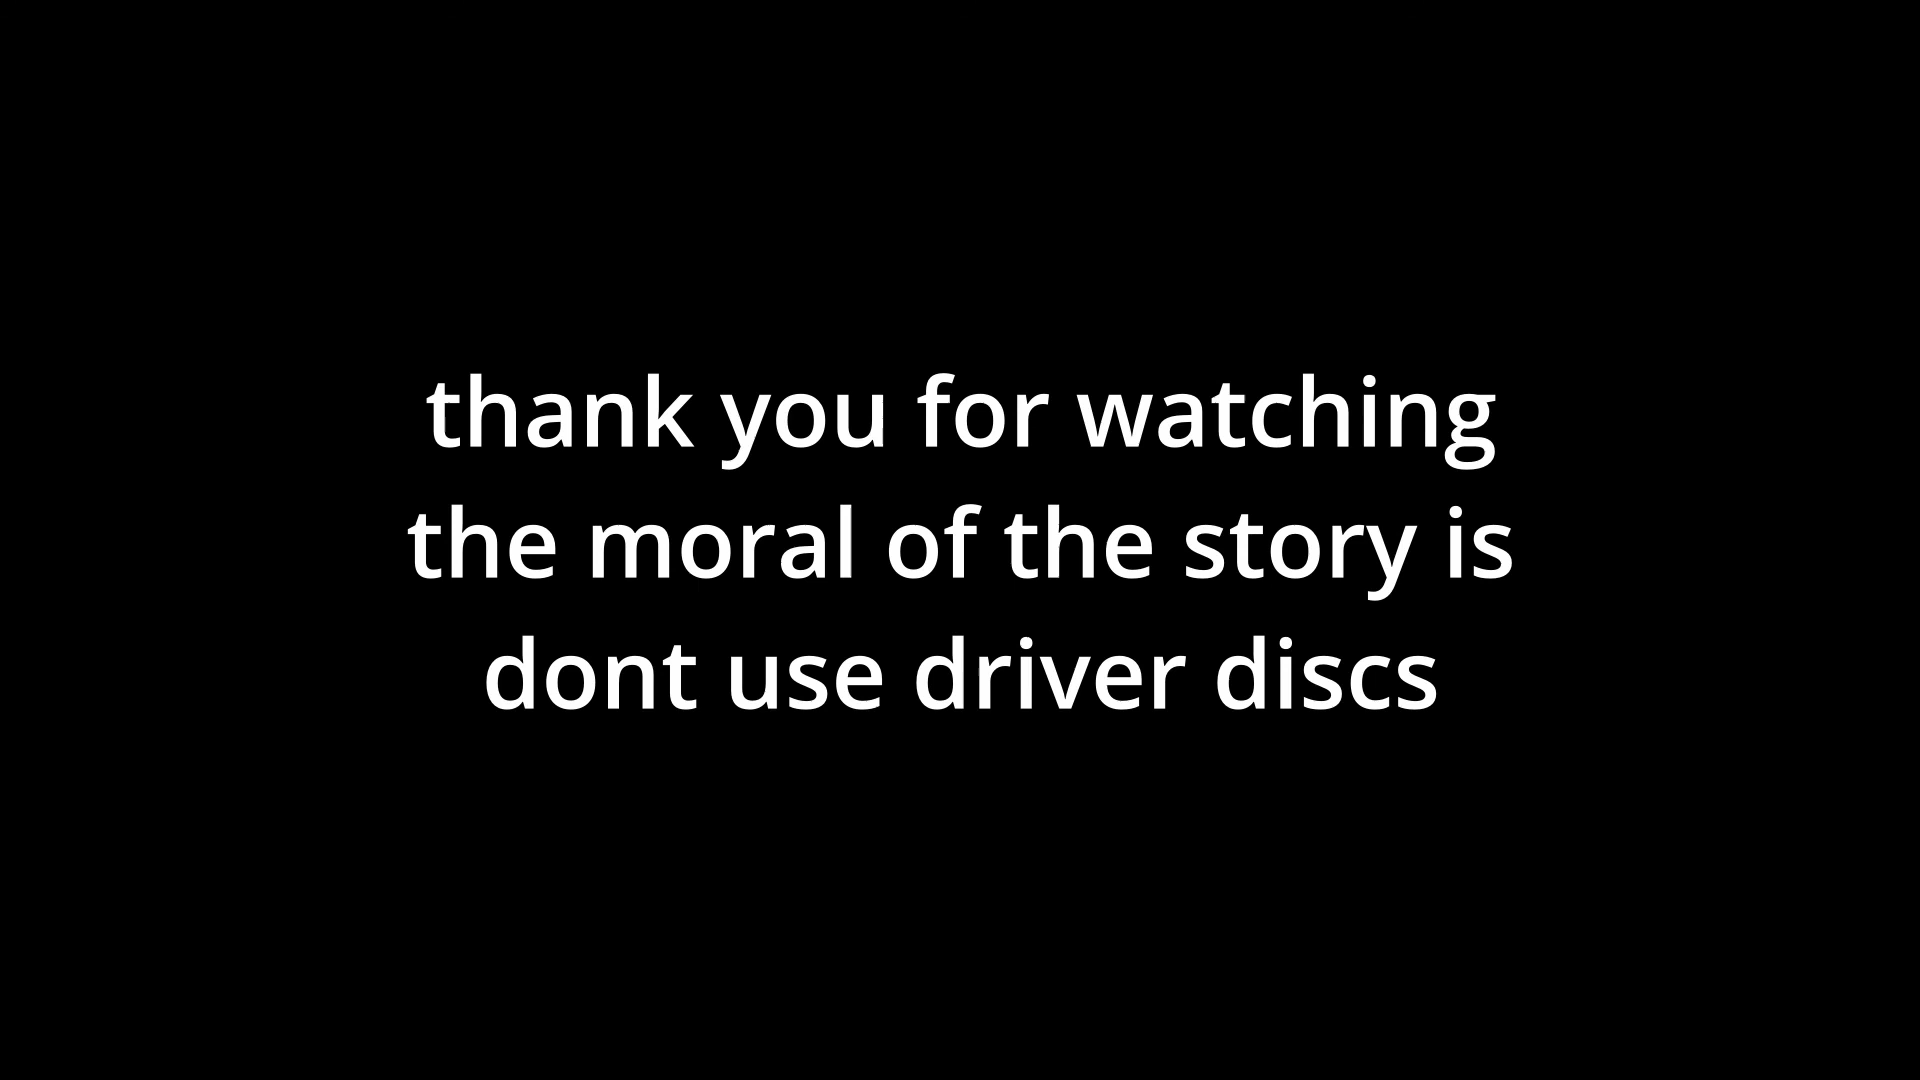 thank you for watching
the moral of the story is
dont use driver discs